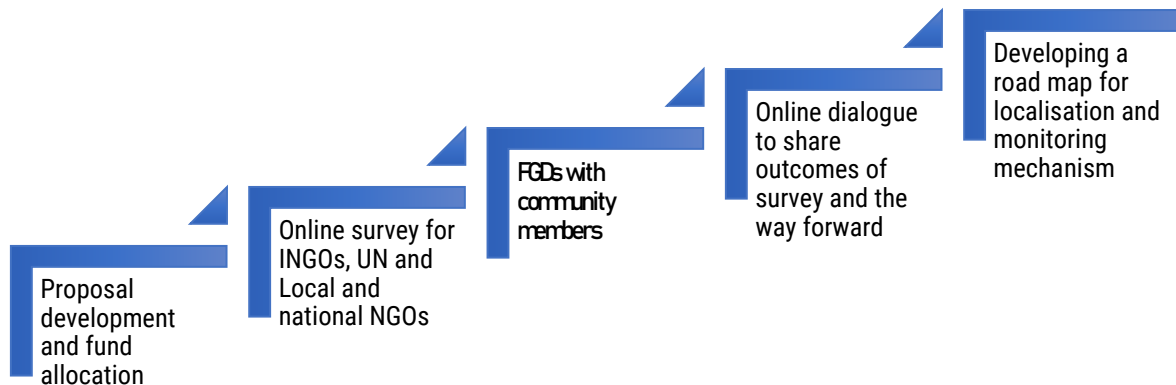 Proposal
development
and fund
allocation
Online survey for
INGOs, UN and
Local and
national NGOs
FGDs with
community
members
Online dialogue
to share
outcomes of
survey and the
way forward
Developing a
road map for
localisation and
monitoring
mechanism